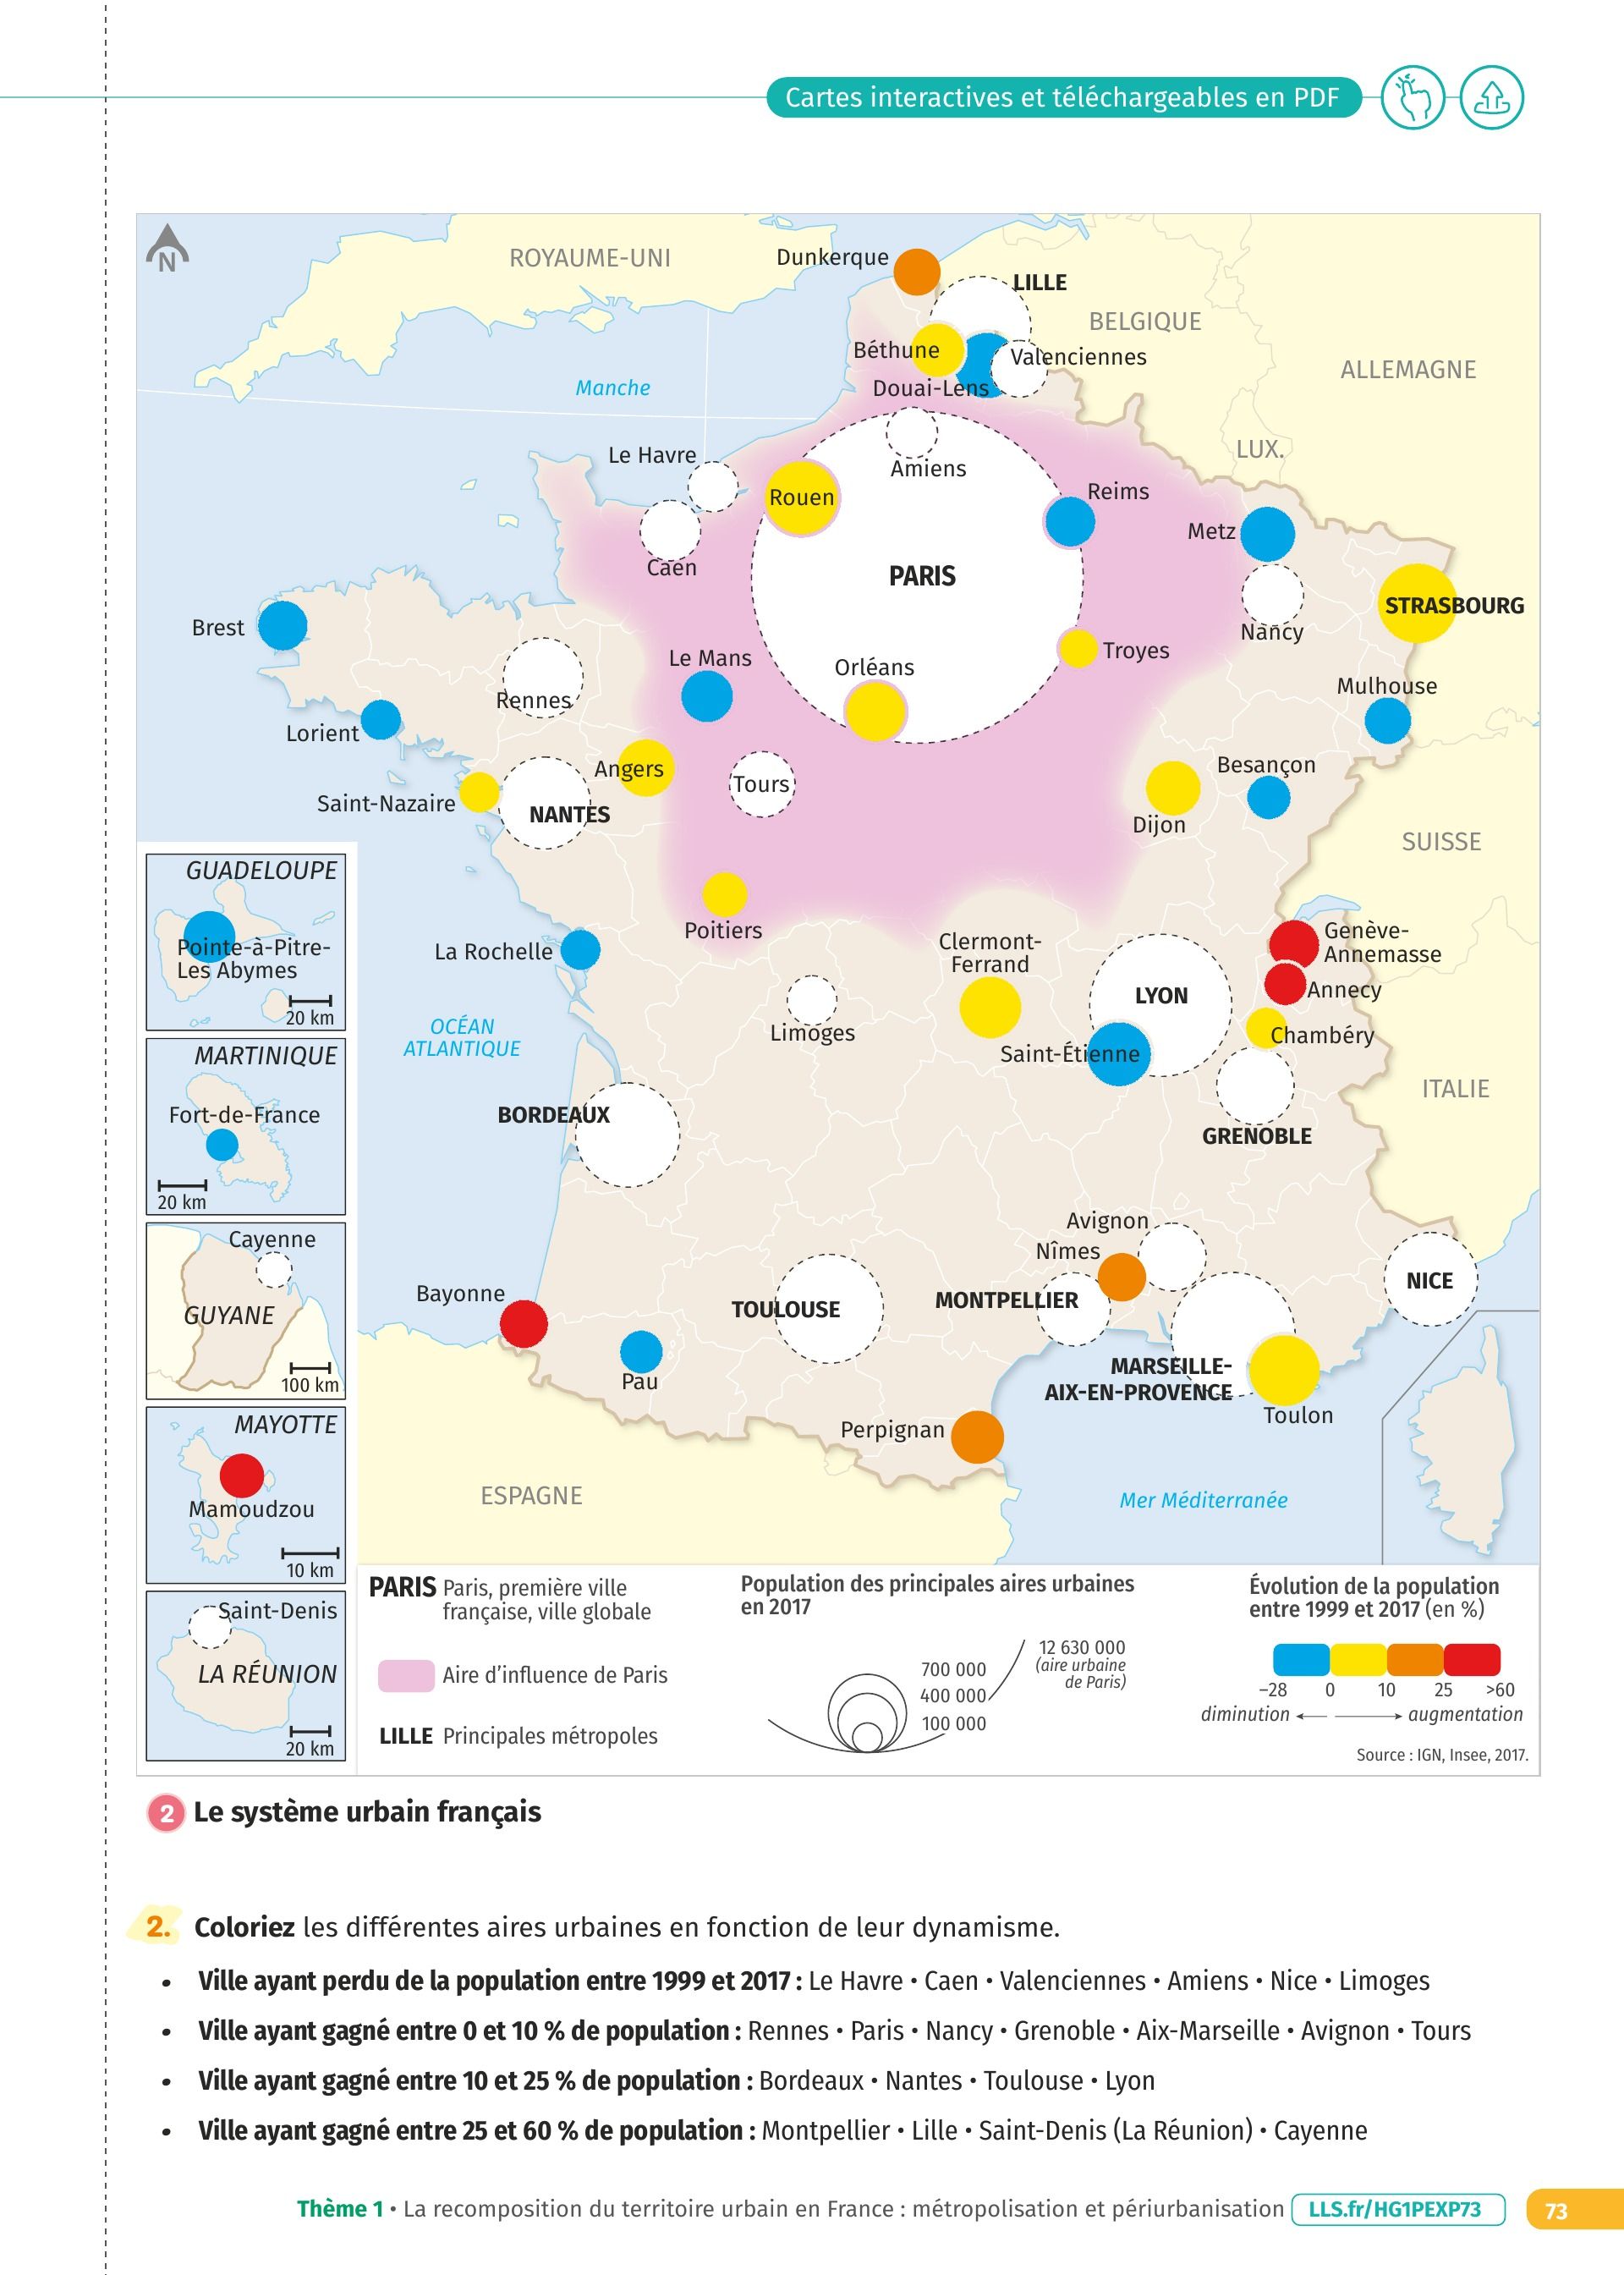 Cartes interactives et téléchargeables en PDF
N
ROYAUME-UNI
Dunkerque
LILLE
BELGIQUE
ALLEMAGNE
Béthune
Valenciennes
Manche
Douai-Lens
LUX.
Le Havre
Amiens
Rouen
Reims
Metz
Caen
PARIS
STRASBOURG
Brest
Nancy
Troyes
Le Mans
Orléans
Rennes
Mulhouse
Lorient
Angers
Besançon
Tours
Saint-Nazaire
NANTES
Dijon
SUISSE
Poitiers
La Rochelle
Clermont-
Ferrand
Genève-
Annemasse
LYON
Annecy
OCÉAN
ATLANTIQUE
Limoges
Chambéry
Saint-Étienne
ITALIE
BORDEAUX
GRENOBLE
Avignon
Nîmes
Bayonne
TOULOUSE
MONTPELLIER
NICE
Pau
MARSEILLE-
AIX-EN-PROVENCE
Toulon
Perpignan
ESPAGNE
Mer Méditerranée
GUADELOUPE
Pointe-à-Pitre-
Les Abymes
20 km
MARTINIQUE
Fort-de-France
20 km
Cayenne
GUYANE
100 km
MAYOTTE
Mamoudzou
10 km
Saint-Denis
LA RÉUNION
20 km
PARIS Paris, première ville
française, ville globale
Aire d'influence de Paris
LILLE Principales métropoles
Population des principales aires urbaines
en 2017
700 000
400 000
100 000
12 630 000
(aire urbaine
de Paris)
Évolution de la population
entre 1999 et 2017 (en %)
−28 0 10 25 >60
diminution augmentation
Source : IGN, Insee, 2017.
2 Le système urbain français
2. Coloriez les différentes aires urbaines en fonction de leur dynamisme.
• Ville ayant perdu de la population entre 1999 et 2017 : Le Havre • Caen • Valenciennes • Amiens • Nice • Limoges
• Ville ayant gagné entre 0 et 10 % de population : Rennes • Paris • Nancy • Grenoble • Aix-Marseille • Avignon • Tours
• Ville ayant gagné entre 10 et 25 % de population : Bordeaux • Nantes • Toulouse • Lyon
• Ville ayant gagné entre 25 et 60 % de population : Montpellier • Lille • Saint-Denis (La Réunion) • Cayenne
Thème 1 • La recomposition du territoire urbain en France : métropolisation et périurbanisation LLS.fr/HG1PEXP73 73